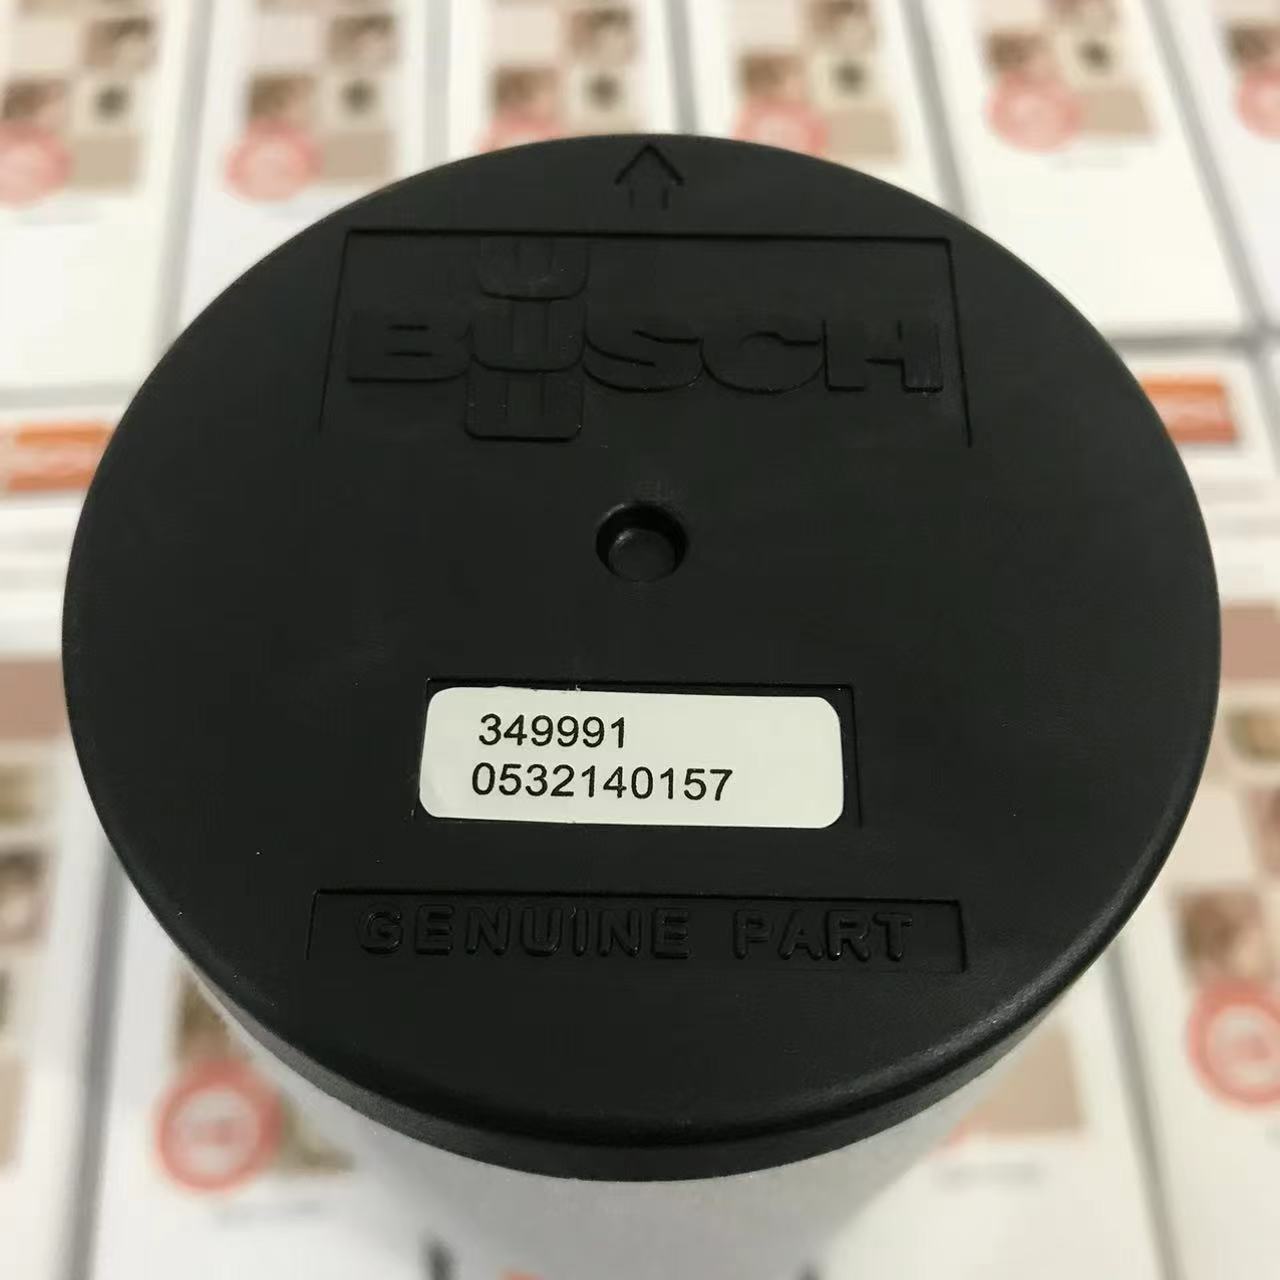 BUSCH
349991
0532140157
GENUINE PART